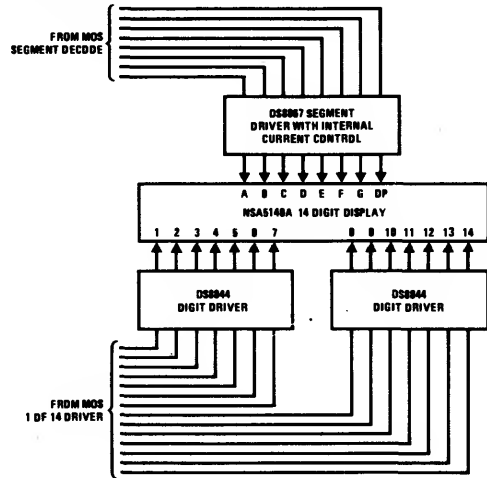 FROM MOS
SEGMENT DECODE
DS8867 SEGMENT
DRIVER WITH INTERNAL
CURRENT CONTROL
A B C D E F G DP
NSA5140A 14 DIGIT DISPLAY
1 2 3 4 5 6 7 8 9 10 11 12 13 14
DS8844
DIGIT DRIVER
DS8844
DIGIT DRIVER
FROM MOS
1 OF 14 DRIVER